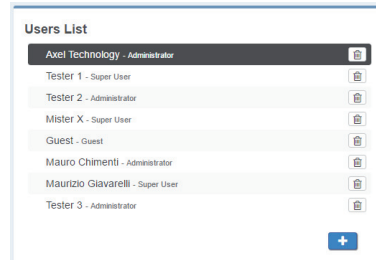 Users List
Axel Technology - Administrator
Tester 1 - Super User
Tester 2 - Administrator
Mister X - Super User
Guest - Guest
Mauro Chimenti - Administrator
Maurizio Giavarelli - Super User
Tester 3 - Administrator